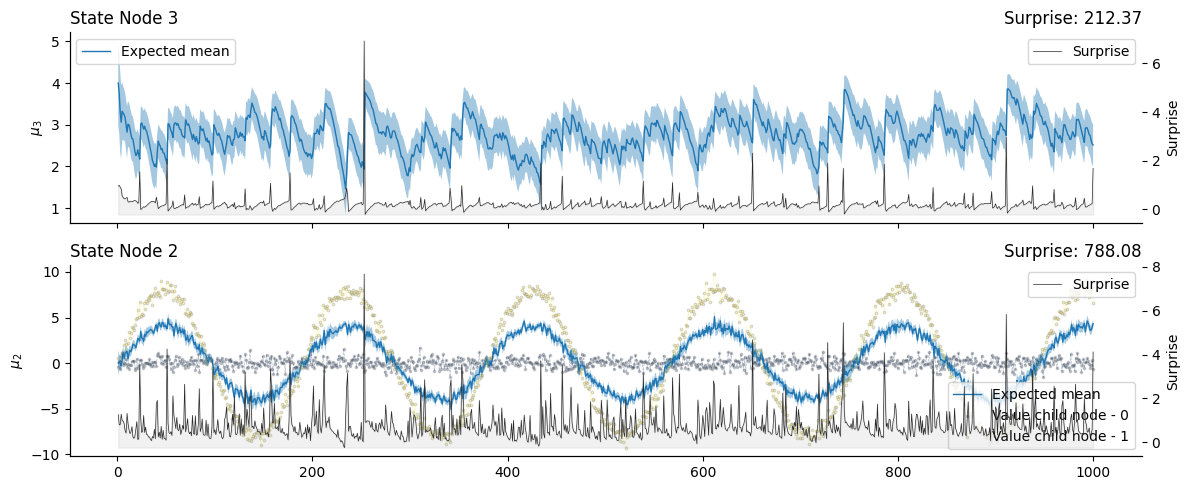 State Node 3
Surprise: 212.37
Expected mean
Surprise
5
4
3
2
1
μ3
6
4
2
0
Surprise
State Node 2
Surprise: 788.08
Surprise
10
5
0
−5
−10
μ2
8
6
4
2
0
Surprise
Expected mean
Value child node - 0
Value child node - 1
0
200
400
600
800
1000